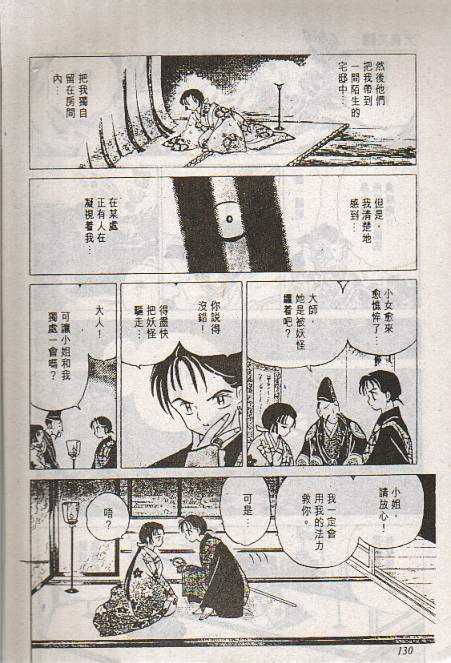 然後他們
把我帶到
一間陌生的
宅邸中…
把我獨自
留在房間
內…
但是，
我清楚地
感到…
在某處
正有人在
凝視着我…
小女愈來
愈憔悴了…
大師，
她是被妖怪
纏着吧？
你說得
沒錯！
得盡快
把妖怪
驅走…
大人！
可讓小姐和我
獨處一會嗎？
小姐，
請放心！
我一定會
用我的法力
救你。
可是…
唔？
130